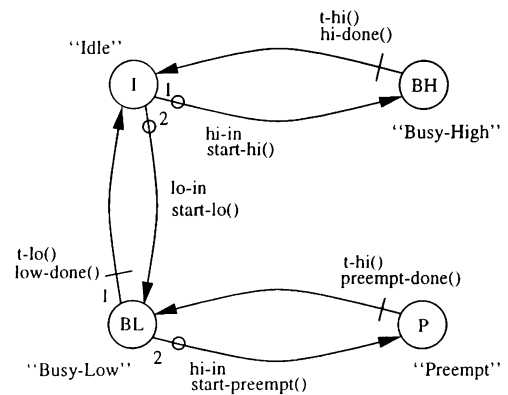 t-hi()
hi-done()
‘‘Idle’’
I
1
BH
2
hi-in
start-hi()
‘‘Busy-High’’
lo-in
start-lo()
t-lo()
low-done()
1
t-hi()
preempt-done()
BL
P
2
‘‘Busy-Low’’
hi-in
start-preempt()
‘‘Preempt’’